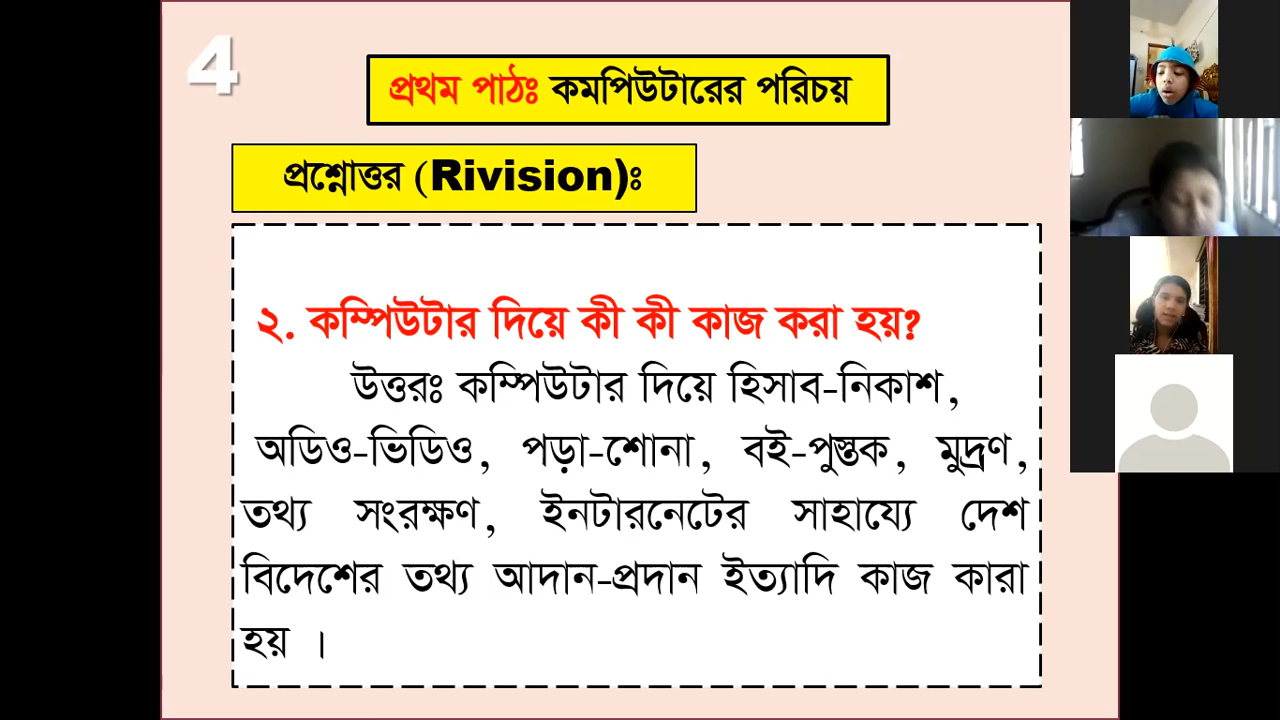 4
প্রথম পাঠঃ কমপিউটারের পরিচয়
প্রশ্নোত্তর (Rivision)ঃ
২. কম্পিউটার দিয়ে কী কী কাজ করা হয়?
উত্তরঃ কম্পিউটার দিয়ে হিসাব-নিকাশ,
অডিও-ভিডিও, পড়া-শোনা, বই-পুস্তক, মুদ্রণ,
তথ্য সংরক্ষণ, ইনটারনেটের সাহায্যে দেশ
বিদেশের তথ্য আদান-প্রদান ইত্যাদি কাজ কারা
হয় ।